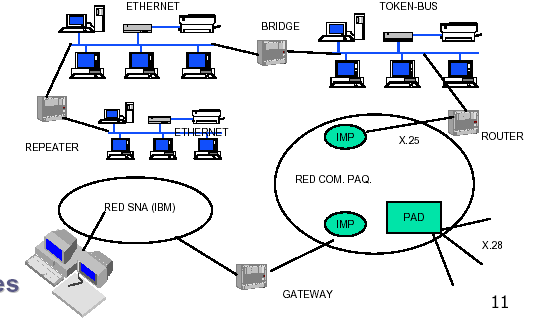 ETHERNET
TOKEN-BUS
BRIDGE
ETHERNET
REPEATER
IMP
X.25
ROUTER
RED COM. PAQ.
RED SNA (IBM)
IMP
PAD
X.28
GATEWAY
es
11